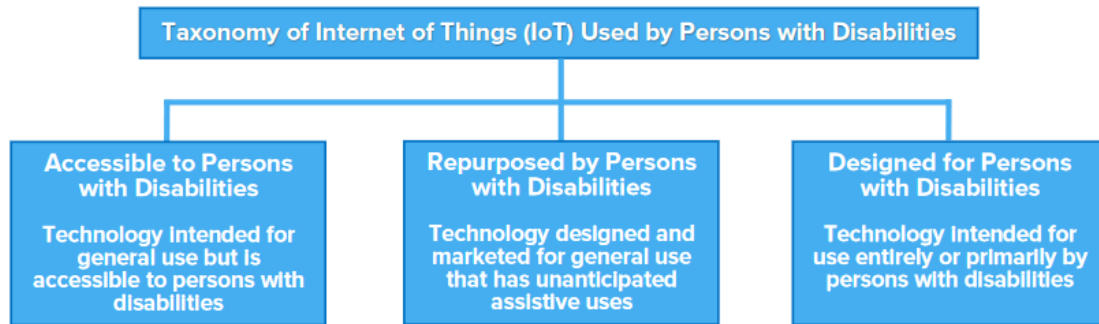 Taxonomy of Internet of Things (IoT) Used by Persons with Disabilities
Accessible to Persons
with Disabilities
Technology intended for
general use but is
accessible to persons with
disabilities
Repurposed by Persons
with Disabilities
Technology designed and
marketed for general use
that has unanticipated
assistive uses
Designed for Persons
with Disabilities
Technology intended for
use entirely or primarily by
persons with disabilities